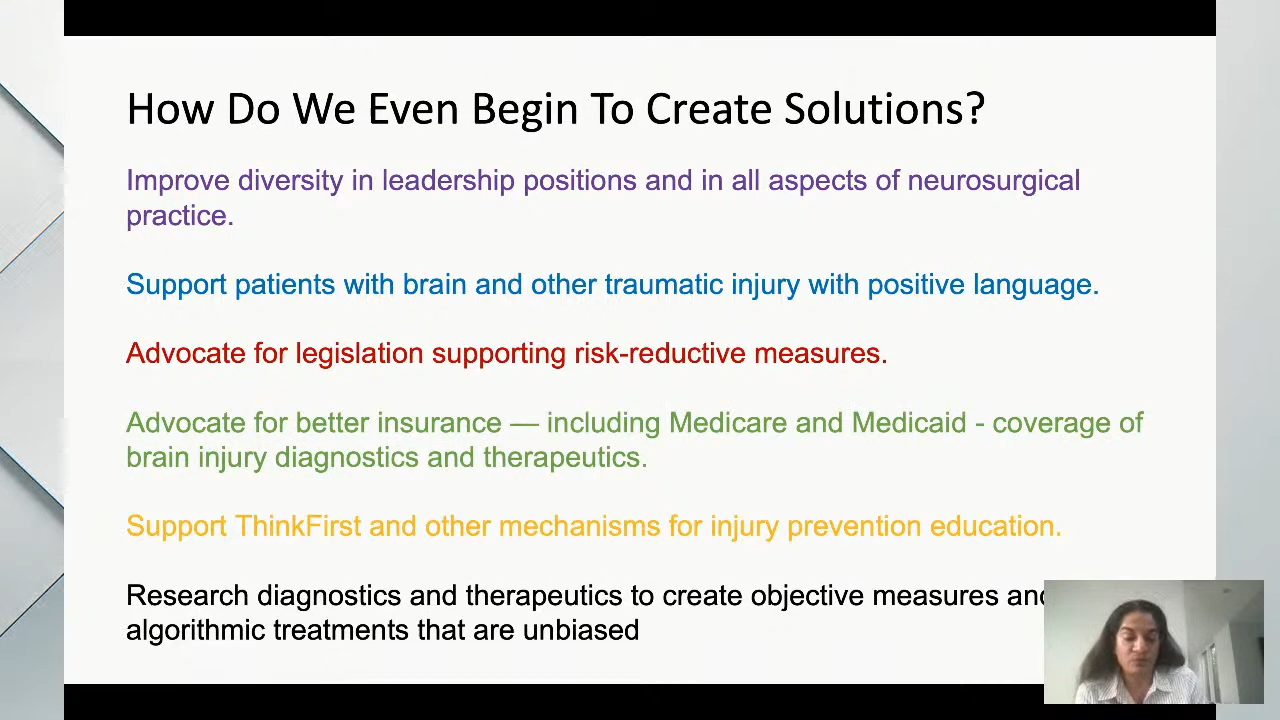 How Do We Even Begin To Create Solutions?
Improve diversity in leadership positions and in all aspects of neurosurgical
practice.
Support patients with brain and other traumatic injury with positive language.
Advocate for legislation supporting risk-reductive measures.
Advocate for better insurance — including Medicare and Medicaid - coverage of
brain injury diagnostics and therapeutics.
Support ThinkFirst and other mechanisms for injury prevention education.
Research diagnostics and therapeutics to create objective measures and
algorithmic treatments that are unbiased